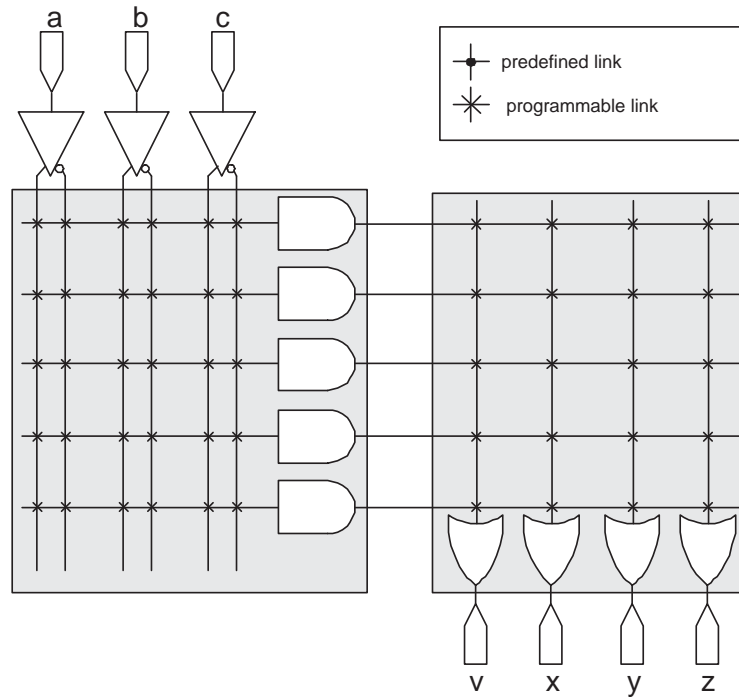 a b c
predefined link
programmable link
v x y z